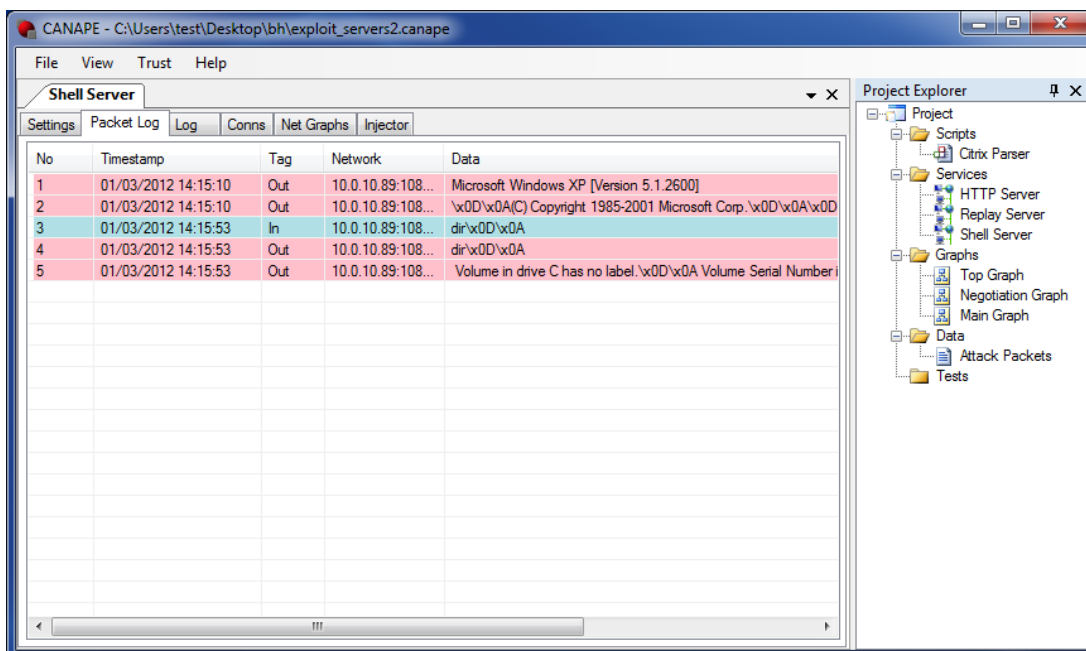 CANAPE - C:\Users\test\Desktop\bh\exploit_servers2.canape
File View Trust Help
Shell Server
Settings Packet Log Log Conns Net Graphs Injector
No Timestamp Tag Network Data
1 01/03/2012 14:15:10 Out 10.0.10.89:108... Microsoft Windows XP [Version 5.1.2600]
2 01/03/2012 14:15:10 Out 10.0.10.89:108... \x0D\x0A(C) Copyright 1985-2001 Microsoft Corp.\x0D\x0A\x0D
3 01/03/2012 14:15:53 In 10.0.10.89:108... dir\x0D\x0A
4 01/03/2012 14:15:53 Out 10.0.10.89:108... dir\x0D\x0A
5 01/03/2012 14:15:53 Out 10.0.10.89:108... Volume in drive C has no label.\x0D\x0A Volume Serial Number i
Project Explorer
Project
Scripts
Citrix Parser
Services
HTTP Server
Replay Server
Shell Server
Graphs
Top Graph
Negotiation Graph
Main Graph
Data
Attack Packets
Tests